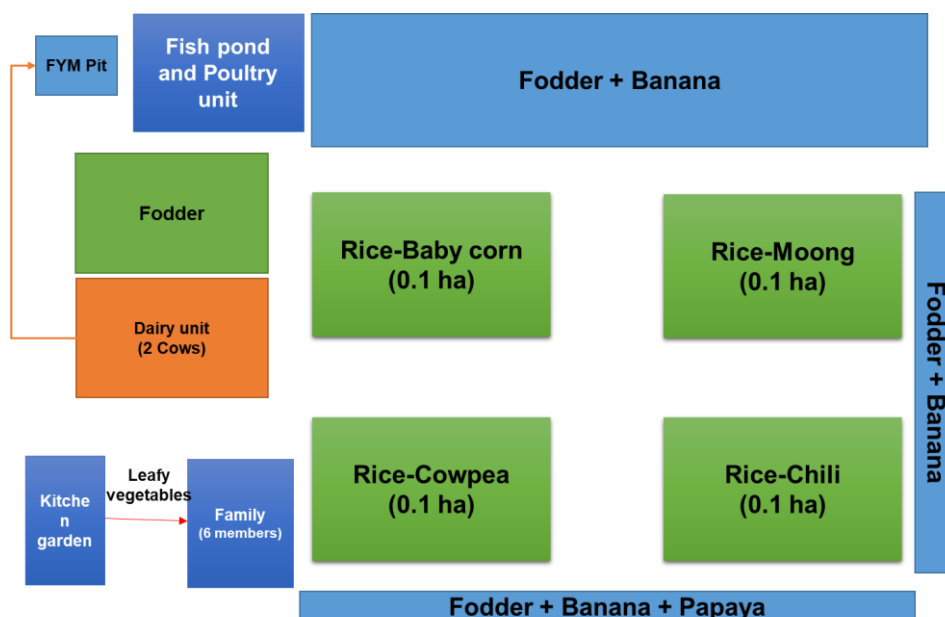 FYM Pit
Fish pond
and Poultry
unit
Fodder + Banana
Fodder
Rice-Baby corn
(0.1 ha)
Rice-Moong
(0.1 ha)
Fodder + Banana
Dairy unit
(2 Cows)
Kitche
n
garden
Leafy
vegetables
Family
(6 members)
Rice-Cowpea
(0.1 ha)
Rice-Chili
(0.1 ha)
Fodder + Banana + Papaya